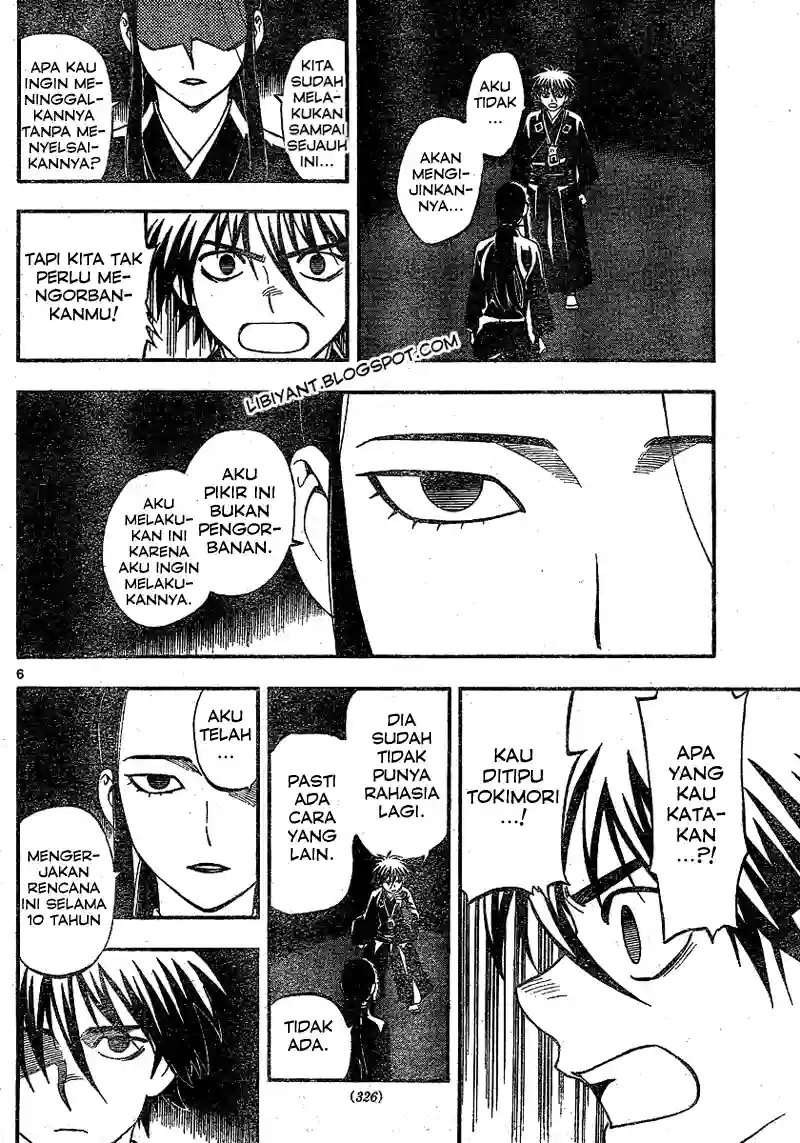 AKU
TIDAK
...
AKAN
MENGI-
JINKAN-
NYA...
KITA
SUDAH
MELA-
KUKAN
SAMPAI
SEJAUH
INI...
APA KAU
INGIN ME-
NINGGAL-
KANNYA
TANPA ME-
NYELSAI-
KANNYA?
TAPI KITA TAK
PERLU ME-
NGORBAN-
KANMU!
LIBIYANT.BLOGSPOT.COM
AKU
PIKIR INI
BUKAN
PENGOR-
BANAN.
AKU
MELAKU-
KAN INI
KARENA
AKU INGIN
MELAKU-
KANNYA.
6
APA
YANG
KAU
KATA-
KAN
...?!
KAU
DITIPU
TOKIMORI
...!
DIA
SUDAH
TIDAK
PUNYA
RAHASIA
LAGI.
PASTI
ADA
CARA
YANG
LAIN.
TIDAK
ADA.
AKU
TELAH
...
MENGER-
JAKAN
RENCANA
INI SELAMA
10 TAHUN
(326)